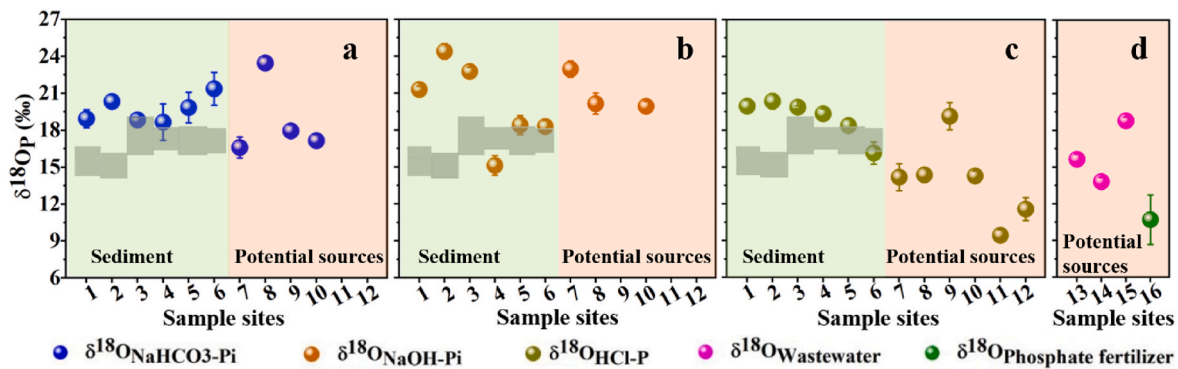 27
24
21
18
15
12
9
6
δ18OP (‰)
a
b
c
d
Sediment
Potential sources
Sediment
Potential sources
Sediment
Potential sources
Potential
sources
1 2 3 4 5 6 7 8 9 10 11 12
1 2 3 4 5 6 7 8 9 10 11 12
1 2 3 4 5 6 7 8 9 10 11 12
13 14 15 16
Sample sites
Sample sites
Sample sites
Sample sites
δ18ONaHCO3-Pi
δ18ONaOH-Pi
δ18OHCl-P
δ18OWastewater
δ18OPhosphate fertilizer